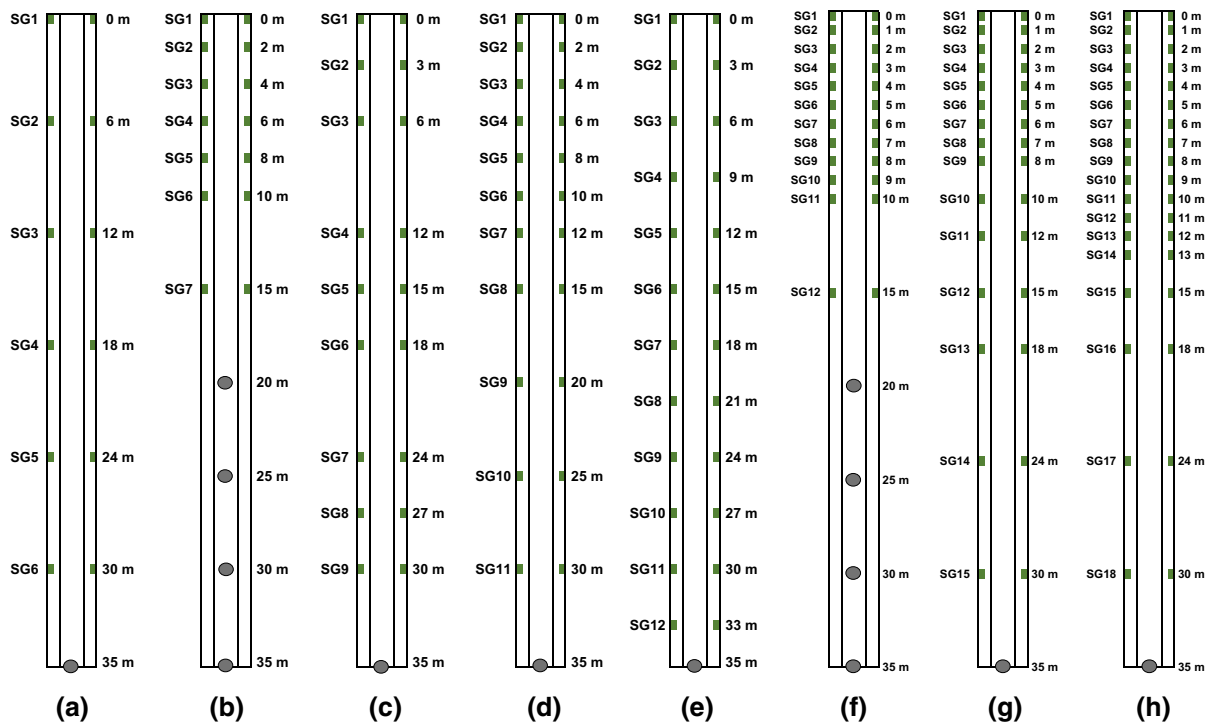 SG1 0 m
SG2 6 m
SG3 12 m
SG4 18 m
SG5 24 m
SG6 30 m
35 m
(a)
SG1 0 m
SG2 2 m
SG3 4 m
SG4 6 m
SG5 8 m
SG6 10 m
SG7 15 m
20 m
25 m
30 m
35 m
(b)
SG1 0 m
SG2 3 m
SG3 6 m
SG4 12 m
SG5 15 m
SG6 18 m
SG7 24 m
SG8 27 m
SG9 30 m
35 m
(c)
SG1 0 m
SG2 2 m
SG3 4 m
SG4 6 m
SG5 8 m
SG6 10 m
SG7 12 m
SG8 15 m
SG9 20 m
SG10 25 m
SG11 30 m
35 m
(d)
SG1 0 m
SG2 3 m
SG3 6 m
SG4 9 m
SG5 12 m
SG6 15 m
SG7 18 m
SG8 21 m
SG9 24 m
SG10 27 m
SG11 30 m
SG12 33 m
35 m
(e)
SG1 0 m
SG2 1 m
SG3 2 m
SG4 3 m
SG5 4 m
SG6 5 m
SG7 6 m
SG8 7 m
SG9 8 m
SG10 9 m
SG11 10 m
SG12 15 m
20 m
25 m
30 m
35 m
(f)
SG1 0 m
SG2 1 m
SG3 2 m
SG4 3 m
SG5 4 m
SG6 5 m
SG7 6 m
SG8 7 m
SG9 8 m
SG10 10 m
SG11 12 m
SG12 15 m
SG13 18 m
SG14 24 m
SG15 30 m
35 m
(g)
SG1 0 m
SG2 1 m
SG3 2 m
SG4 3 m
SG5 4 m
SG6 5 m
SG7 6 m
SG8 7 m
SG9 8 m
SG10 9 m
SG11 10 m
SG12 11 m
SG13 12 m
SG14 13 m
SG15 15 m
SG16 18 m
SG17 24 m
SG18 30 m
35 m
(h)